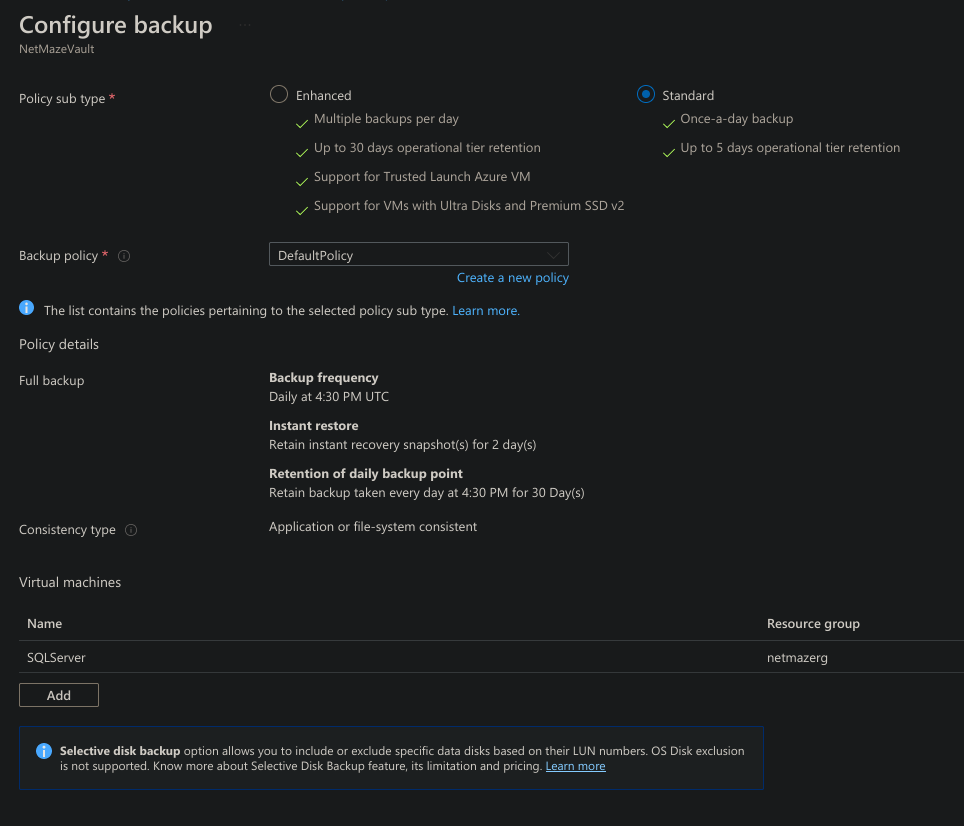 Configure backup
NetMazeVault
Policy sub type *
Enhanced
Multiple backups per day
Up to 30 days operational tier retention
Support for Trusted Launch Azure VM
Support for VMs with Ultra Disks and Premium SSD v2
Standard
Once-a-day backup
Up to 5 days operational tier retention
Backup policy *
DefaultPolicy
Create a new policy
The list contains the policies pertaining to the selected policy sub type. Learn more.
Policy details
Full backup
Backup frequency
Daily at 4:30 PM UTC
Instant restore
Retain instant recovery snapshot(s) for 2 day(s)
Retention of daily backup point
Retain backup taken every day at 4:30 PM for 30 Day(s)
Consistency type
Application or file-system consistent
Virtual machines
Name Resource group
SQLServer netmazerg
Add
Selective disk backup option allows you to include or exclude specific data disks based on their LUN numbers. OS Disk exclusion
is not supported. Know more about Selective Disk Backup feature, its limitation and pricing. Learn more